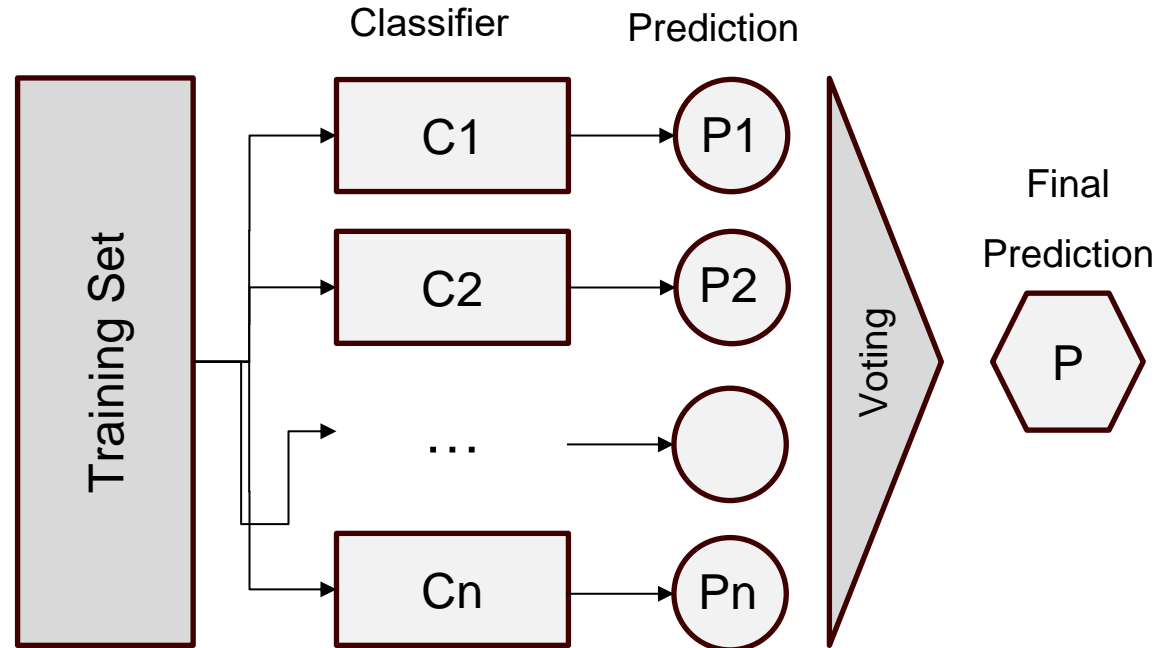 Classifier
Prediction
Training Set
C1
P1
C2
P2
...
Cn
Pn
Voting
Final
Prediction
P